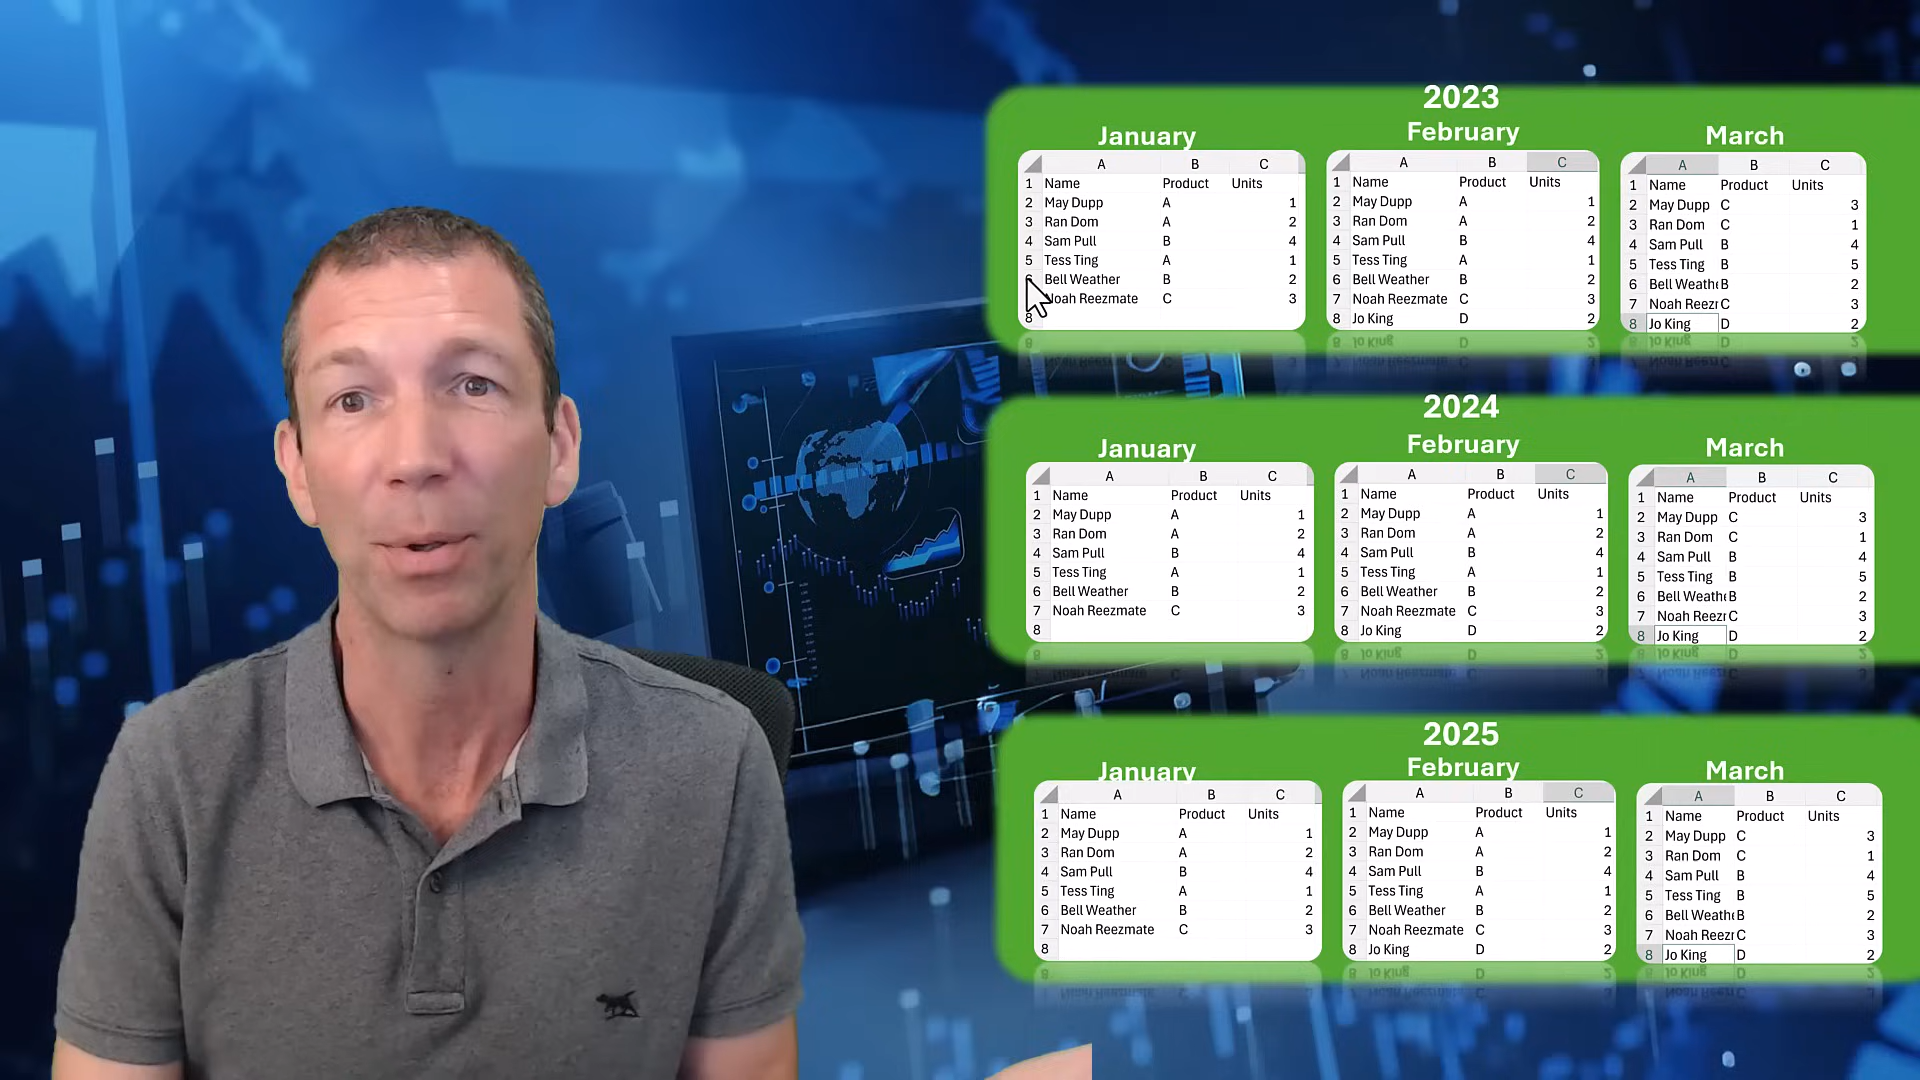 2023
January
A B C
1 Name Product Units
2 May Dupp A 1
3 Ran Dom A 2
4 Sam Pull B 4
5 Tess Ting A 1
Bell Weather B 2
Noah Reezmate C 3
8
February
A B C
1 Name Product Units
2 May Dupp A 1
3 Ran Dom A 2
4 Sam Pull B 4
5 Tess Ting A 1
6 Bell Weather B 2
7 Noah Reezmate C 3
8 Jo King D 2
March
A B C
1 Name Product Units
2 May Dupp C 3
3 Ran Dom C 1
4 Sam Pull B 4
5 Tess Ting B 5
6 Bell Weath B 2
7 Noah Reez C 3
8 Jo King D 2
2024
January
A B C
1 Name Product Units
2 May Dupp A 1
3 Ran Dom A 2
4 Sam Pull B 4
5 Tess Ting A 1
6 Bell Weather B 2
7 Noah Reezmate C 3
8
February
A B C
1 Name Product Units
2 May Dupp A 1
3 Ran Dom A 2
4 Sam Pull B 4
5 Tess Ting A 1
6 Bell Weather B 2
7 Noah Reezmate C 3
8 Jo King D 2
March
A B C
1 Name Product Units
2 May Dupp C 3
3 Ran Dom C 1
4 Sam Pull B 4
5 Tess Ting B 5
6 Bell Weath B 2
7 Noah Reez C 3
8 Jo King D 2
2025
January
A B C
1 Name Product Units
2 May Dupp A 1
3 Ran Dom A 2
4 Sam Pull B 4
5 Tess Ting A 1
6 Bell Weather B 2
7 Noah Reezmate C 3
8
February
A B C
1 Name Product Units
2 May Dupp A 1
3 Ran Dom A 2
4 Sam Pull B 4
5 Tess Ting A 1
6 Bell Weather B 2
7 Noah Reezmate C 3
8 Jo King D 2
March
A B C
1 Name Product Units
2 May Dupp C 3
3 Ran Dom C 1
4 Sam Pull B 4
5 Tess Ting B 5
6 Bell Weath B 2
7 Noah Reez C 3
8 Jo King D 2